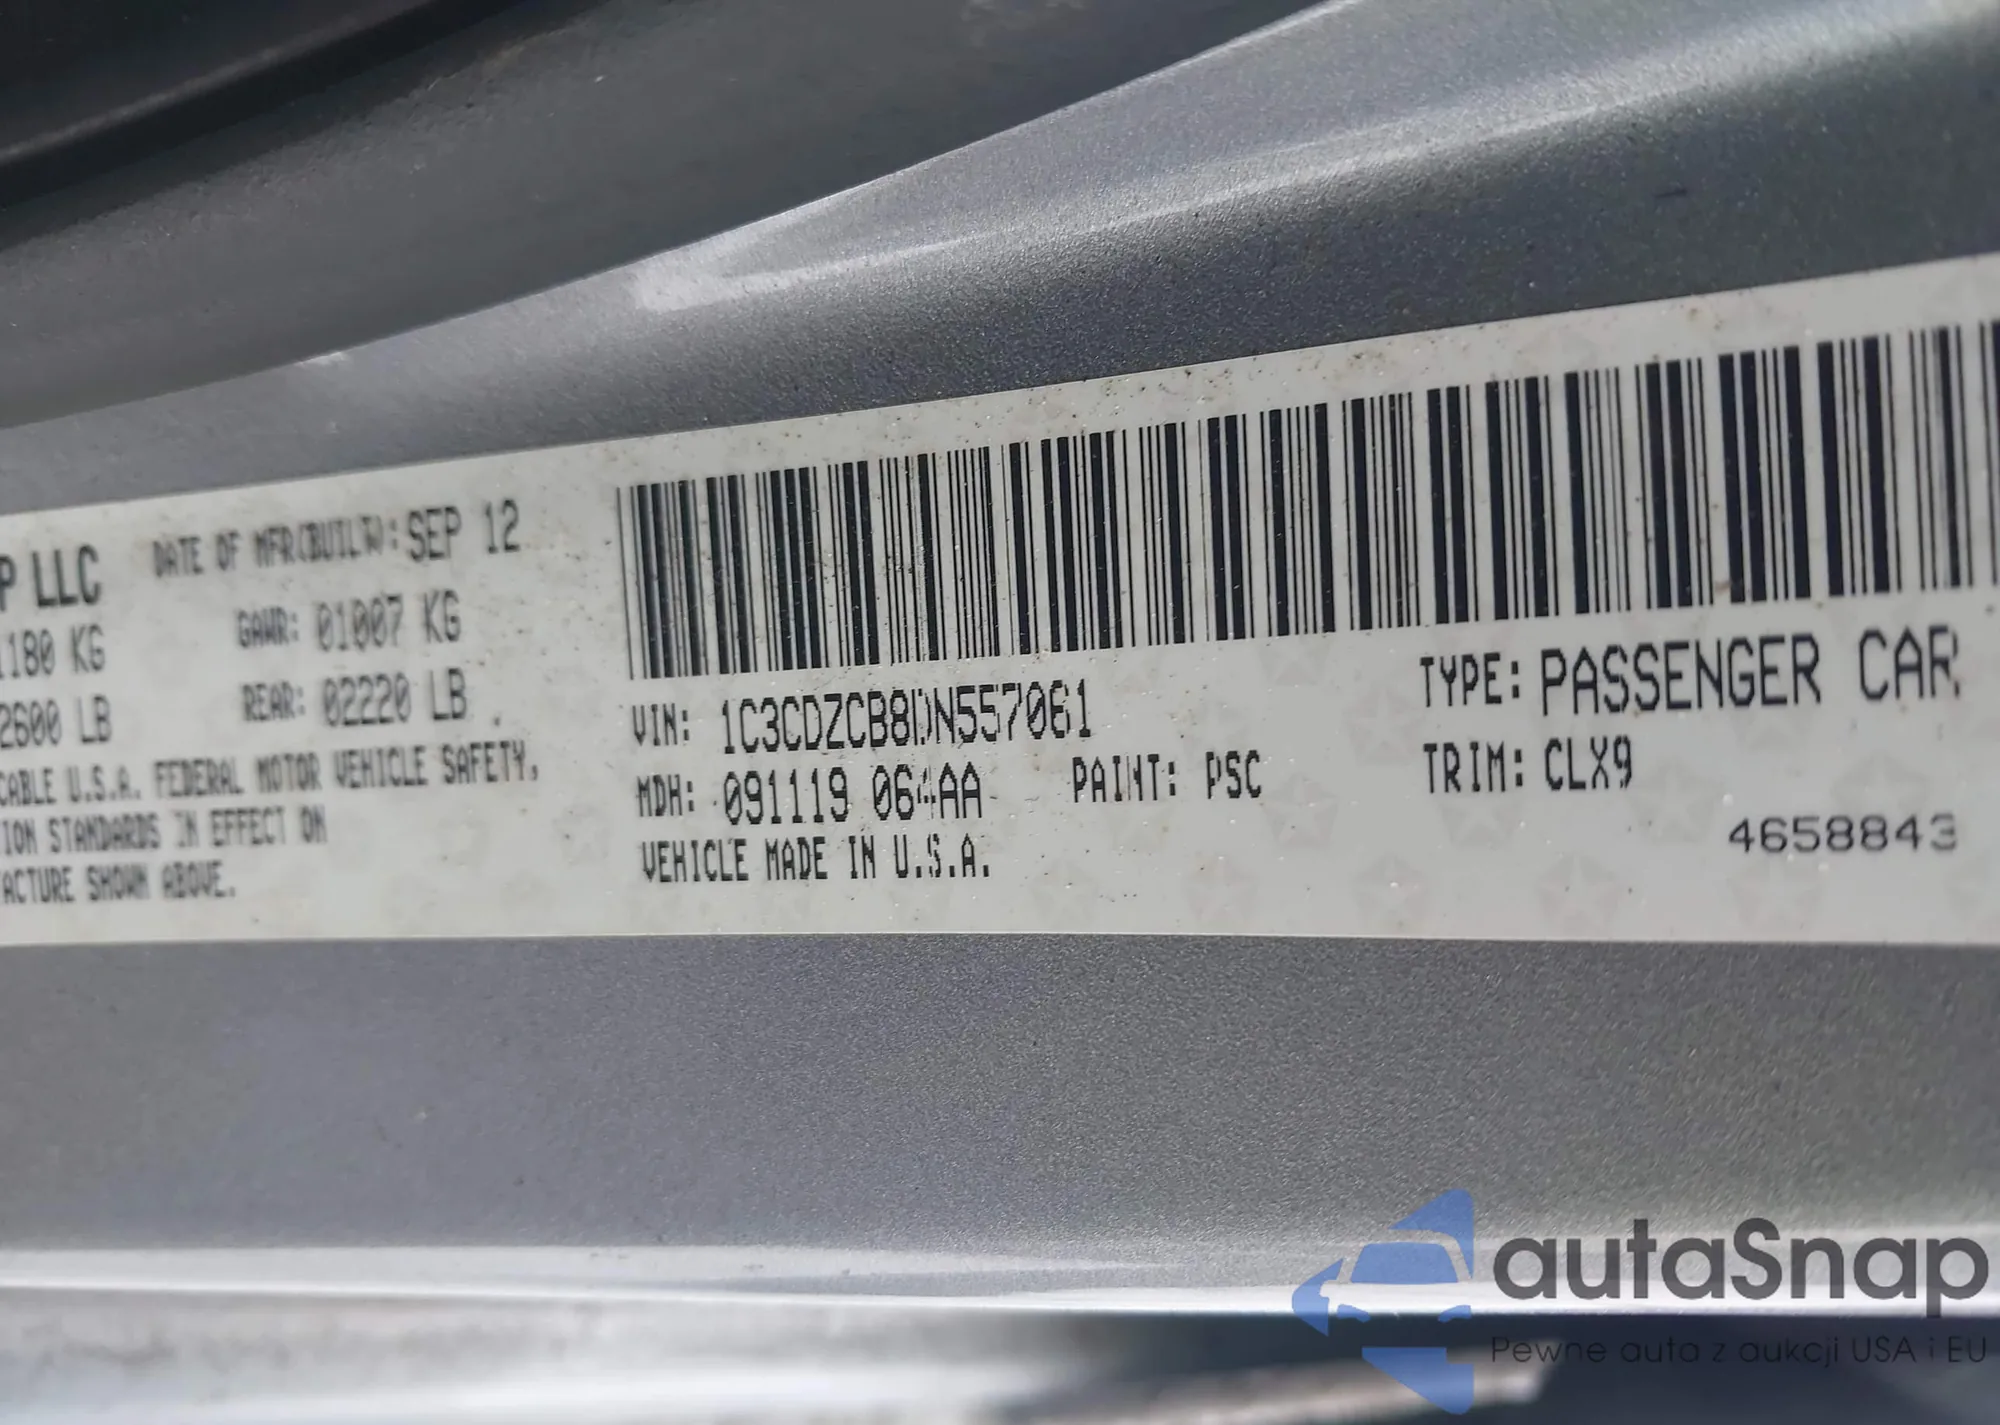 P LLC
DATE OF MFR(BUILT): SEP 12
1180 KG
GAWR: 01007 KG
2600 LB
REAR: 02220 LB
CABLE U.S.A. FEDERAL MOTOR VEHICLE SAFETY,
ION STANDARDS IN EFFECT ON
FACTURE SHOWN ABOVE.
VIN: 1C3CDZCB8DN557061
TYPE: PASSENGER CAR
MDH: 091119 064AA
PAINT: PSC
TRIM: CLX9
VEHICLE MADE IN U.S.A.
4658843
autaSnap
Pewne auta z aukcji USA i EU